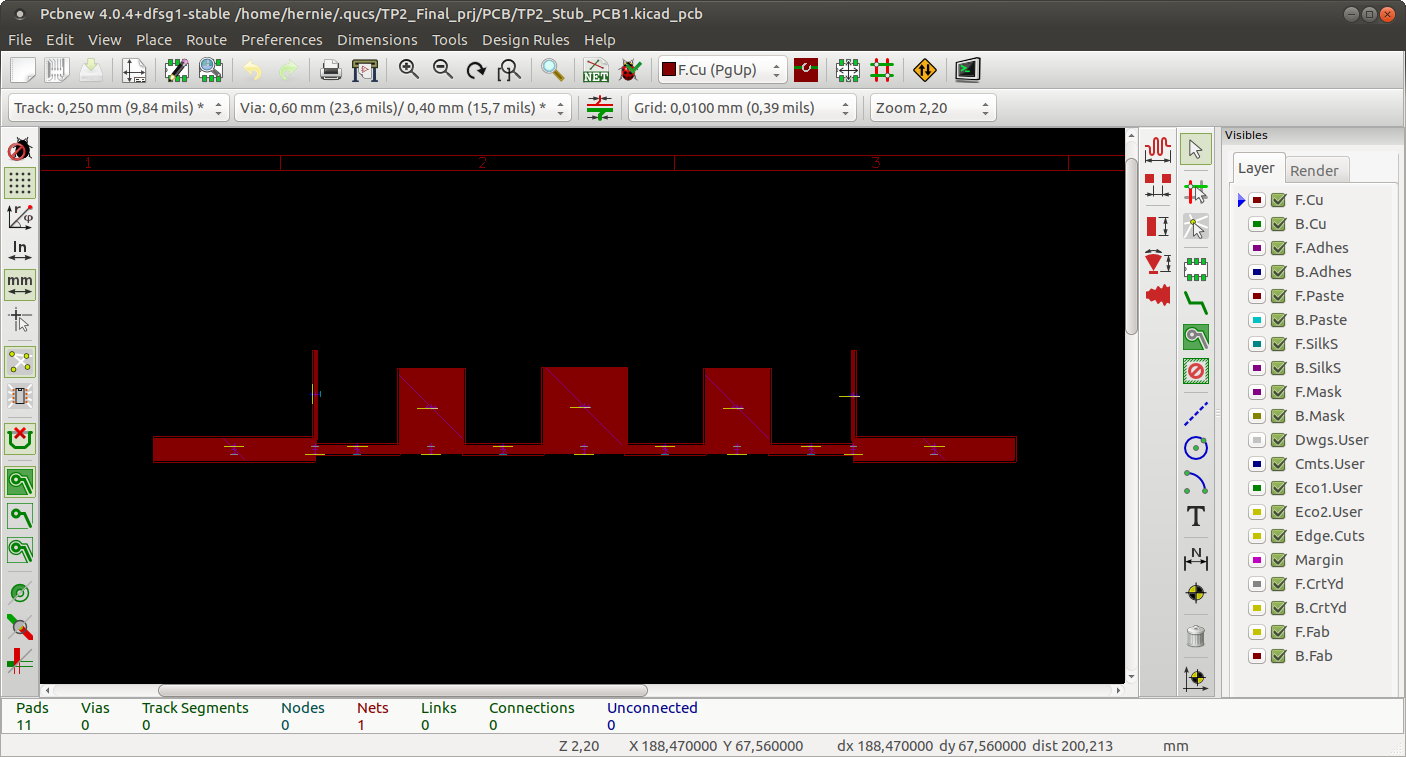 Pcbnew 4.0.4+dfsg1-stable /home/hernie/.qucs/TP2_Final_prj/PCB/TP2_Stub_PCB1.kicad_pcb
File Edit View Place Route Preferences Dimensions Tools Design Rules Help
NET F.Cu (PgUp)
Track: 0,250 mm (9,84 mils) * Via: 0,60 mm (23,6 mils)/ 0,40 mm (15,7 mils) * Grid: 0,0100 mm (0,39 mils) Zoom 2,20
Visibles
1 2 3
Layer Render
r φ
In
mm
F.Cu
B.Cu
F.Adhes
B.Adhes
F.Paste
B.Paste
F.SilkS
B.SilkS
F.Mask
B.Mask
Dwgs.User
Cmts.User
Eco1.User
Eco2.User
Edge.Cuts
Margin
F.CrtYd
B.CrtYd
F.Fab
B.Fab
T
N
Pads Vias Track Segments Nodes Nets Links Connections Unconnected
11 0 0 0 1 0 0 0
Z 2,20 X 188,470000 Y 67,560000 dx 188,470000 dy 67,560000 dist 200,213 mm